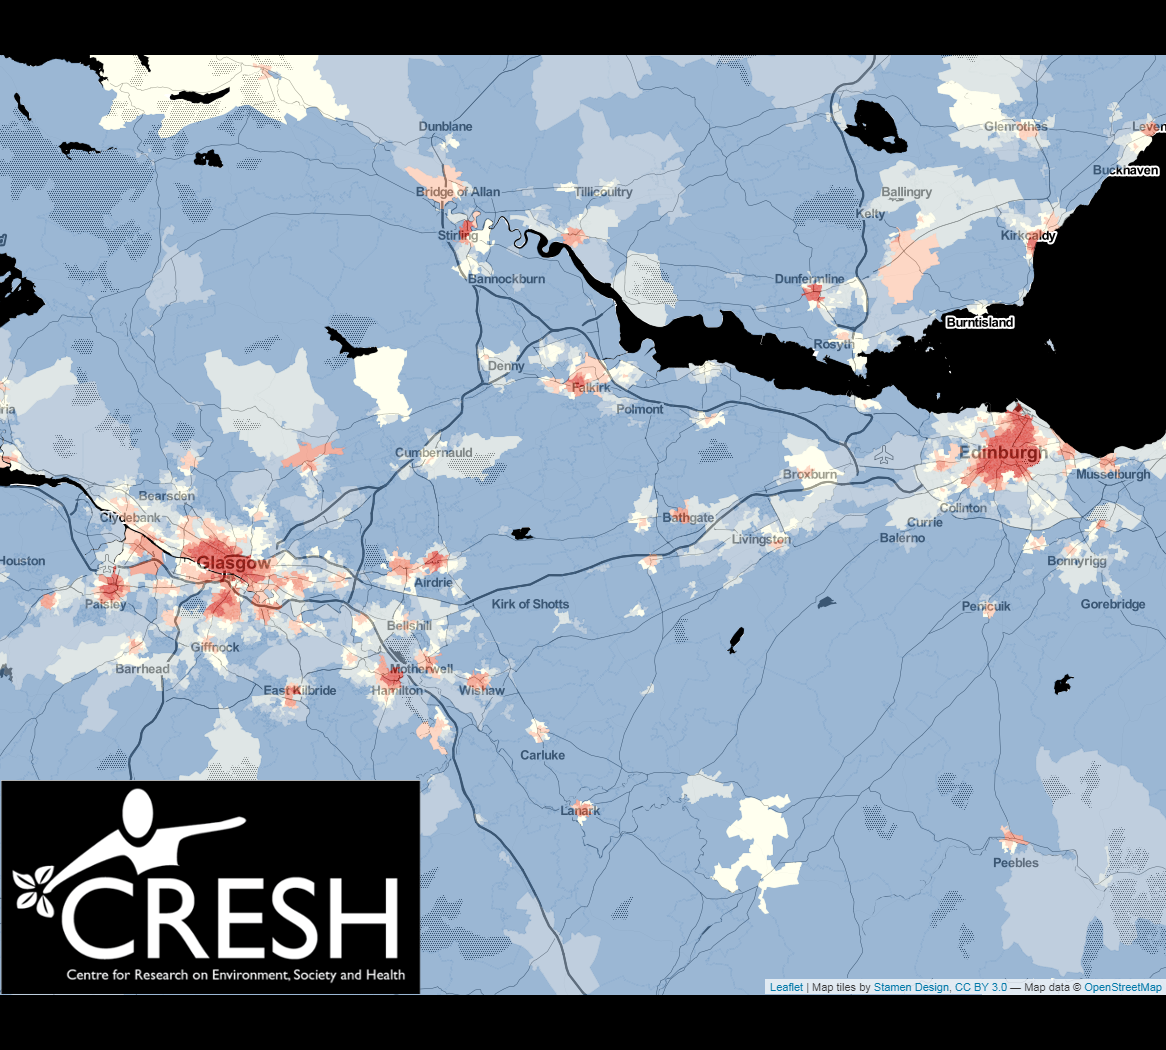 Dunblane
Glenrothes
Leven
Bucknaven
Bridge of Allan
Tillicoultry
Ballingry
Kelty
Stirling
Kirkcaldy
Bannockburn
Dunfermline
Burntisland
Rosyth
Denny
Falkirk
Polmont
ria
Cumbernauld
Edinburgh
Broxburn
Musselburgh
Bearsden
Clydebank
Bathgate
Colinton
Currie
Livingston
Balerno
Houston
Glasgow
Airdrie
Bonnyrigg
Paisley
Kirk of Shotts
Penicuik
Gorebridge
Bellshill
Giffnock
Barrhead
Motherwell
East Kilbride
Hamilton
Wishaw
Carluke
Lanark
Peebles
CRESH
Centre for Research on Environment, Society and Health
Leaflet | Map tiles by Stamen Design, CC BY 3.0 — Map data © OpenStreetMap